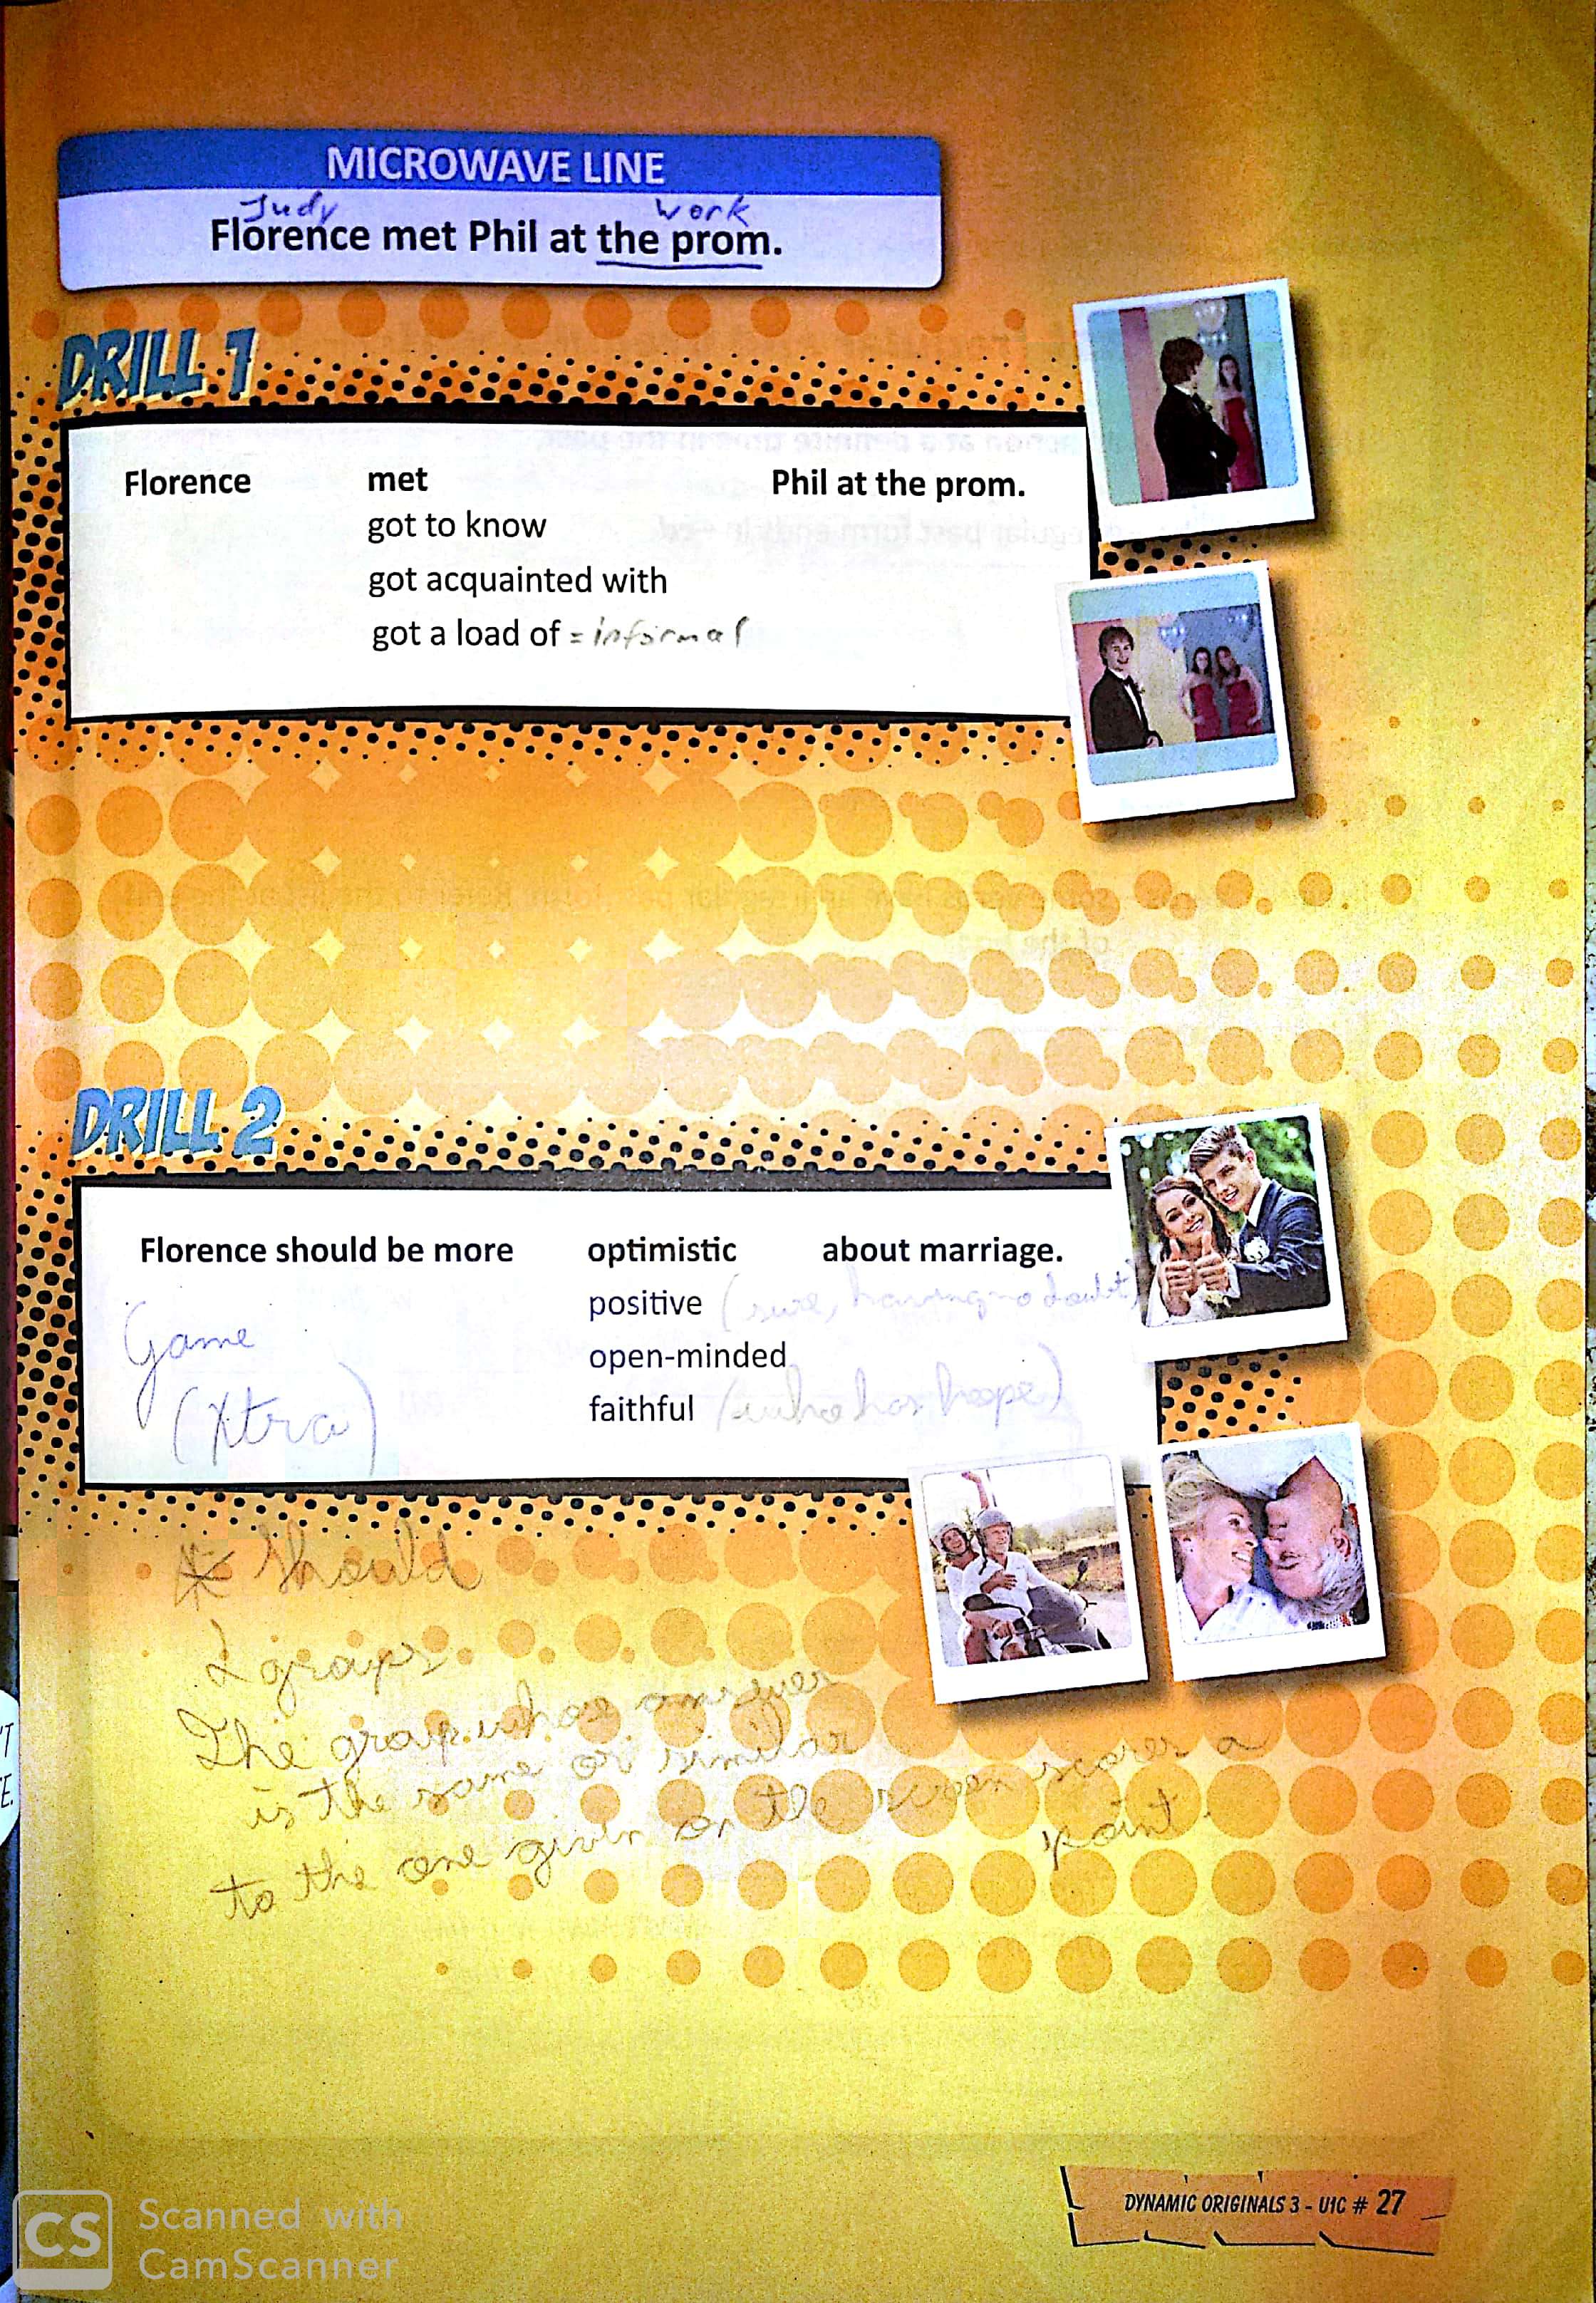 MICROWAVE LINE
Judy work
Florence met Phil at the prom.
DRILL 1
Florence met Phil at the prom.
got to know
got acquainted with
got a load of = informal
DRILL 2
Florence should be more optimistic about marriage.
positive (sure, having no doubt)
open-minded
faithful (who has hope)
Game
(Xtra)
* Should
2 groups.
The group whose answer
is the same or similar
to the one given on the screen scores a
point.
DYNAMIC ORIGINALS 3 - U1C # 27
CS Scanned with
CamScanner